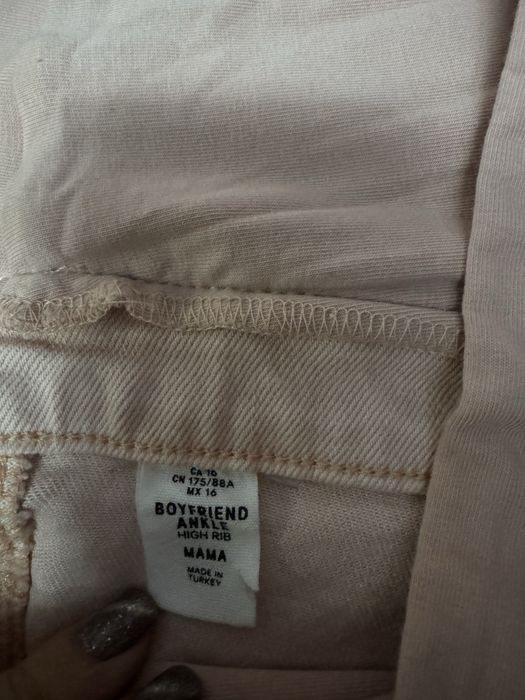 CA 16
CN 175/88A
MX 16
BOYFRIEND
ANKLE
HIGH RIB
MAMA
MADE IN
TURKEY